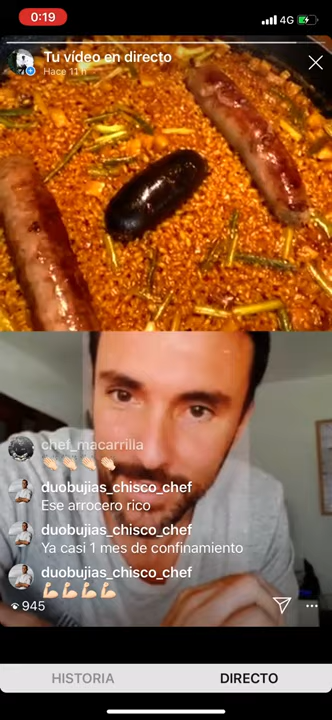 0:19
4G
Tu vídeo en directo
Hace 11 h
chef_macarrilla
👏🏻👏🏻👏🏻👏🏻
duobujias_chisco_chef
Ese arrocero rico
duobujias_chisco_chef
Ya casi 1 mes de confinamiento
duobujias_chisco_chef
💪🏻💪🏻💪🏻💪🏻
945
HISTORIA
DIRECTO